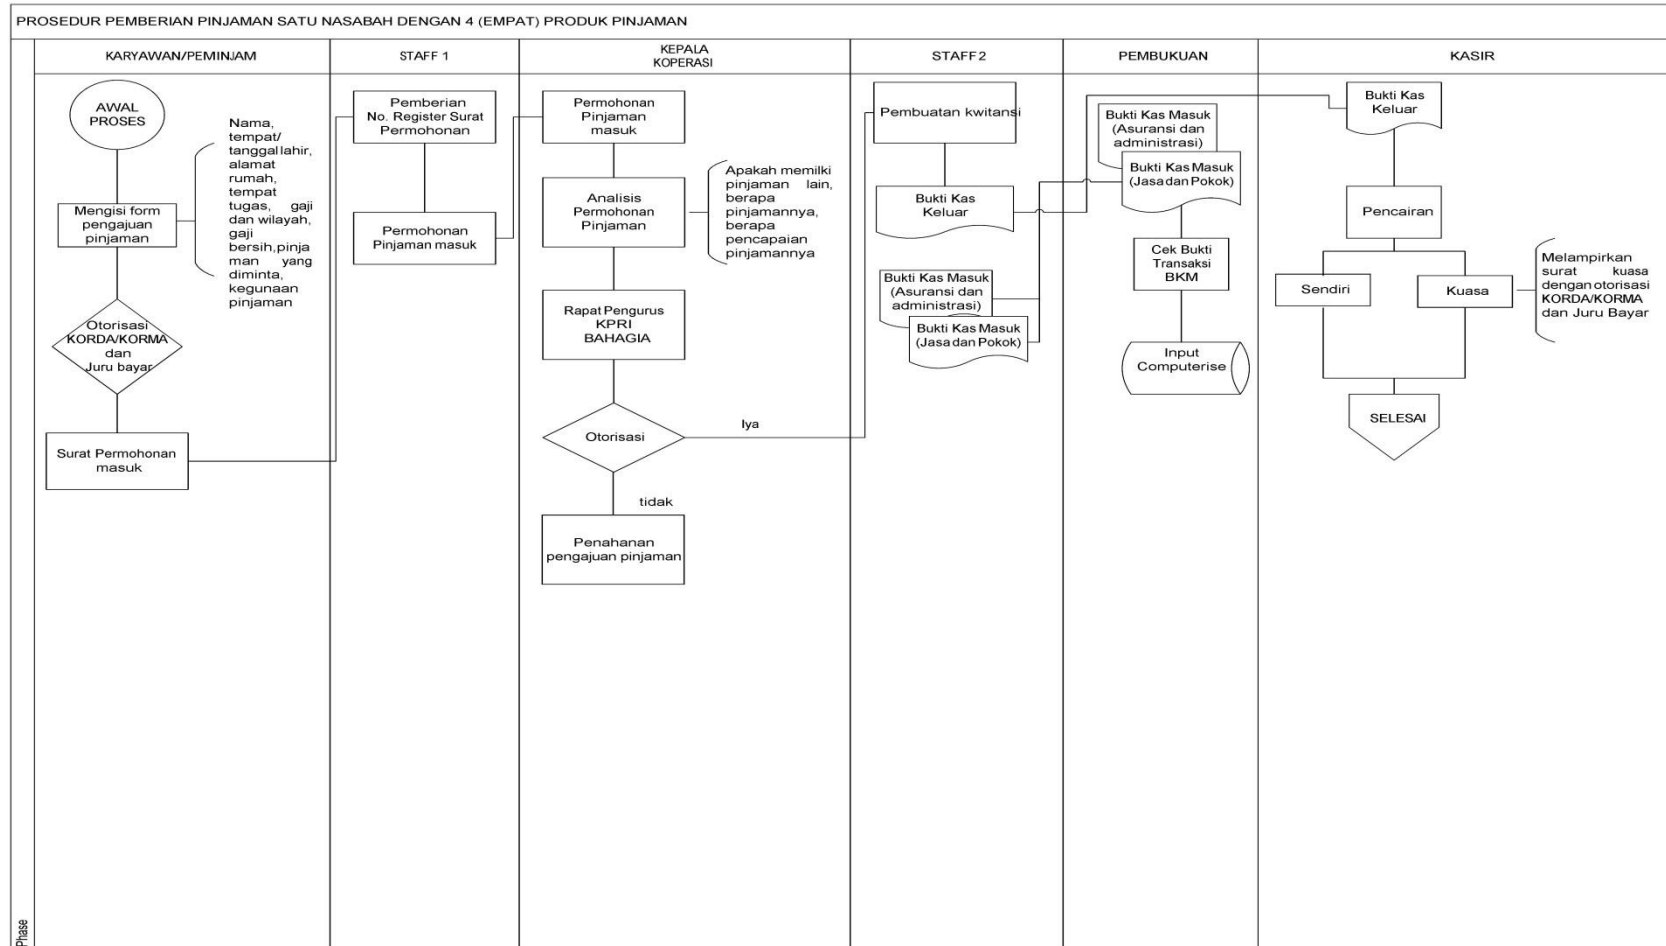 PROSEDUR PEMBERIAN PINJAMAN SATU NASABAH DENGAN 4 (EMPAT) PRODUK PINJAMAN
KARYAWAN/PEMINJAM
AWAL
PROSES
Nama,
tempat/
tanggal lahir,
alamat
rumah,
tempat
tugas, gaji
dan wilayah,
gaji
bersih,pinja
man yang
diminta,
kegunaan
pinjaman
Mengisi form
pengajuan
pinjaman
Otorisasi
KORDA/KORMA
dan
Juru bayar
Surat Permohonan
masuk
STAFF 1
Pemberian
No. Register Surat
Permohonan
Permohonan
Pinjaman masuk
KEPALA
KOPERASI
Permohonan
Pinjaman
masuk
Analisis
Permohonan
Pinjaman
Apakah memilki
pinjaman lain,
berapa
pinjamannya,
berapa
pencapaian
pinjamannya
Rapat Pengurus
KPRI
BAHAGIA
Otorisasi
Iya
tidak
Penahanan
pengajuan pinjaman
STAFF 2
Pembuatan kwitansi
Bukti Kas
Keluar
Bukti Kas Masuk
(Asuransi dan
administrasi)
Bukti Kas Masuk
(Jasa dan Pokok)
PEMBUKUAN
Bukti Kas Masuk
(Asuransi dan
administrasi)
Bukti Kas Masuk
(Jasa dan Pokok)
Cek Bukti
Transaksi
BKM
Input
Computerise
KASIR
Bukti Kas
Keluar
Pencairan
Sendiri
Kuasa
Melampirkan
surat kuasa
dengan otorisasi
KORDA/KORMA
dan Juru Bayar
SELESAI
Phase